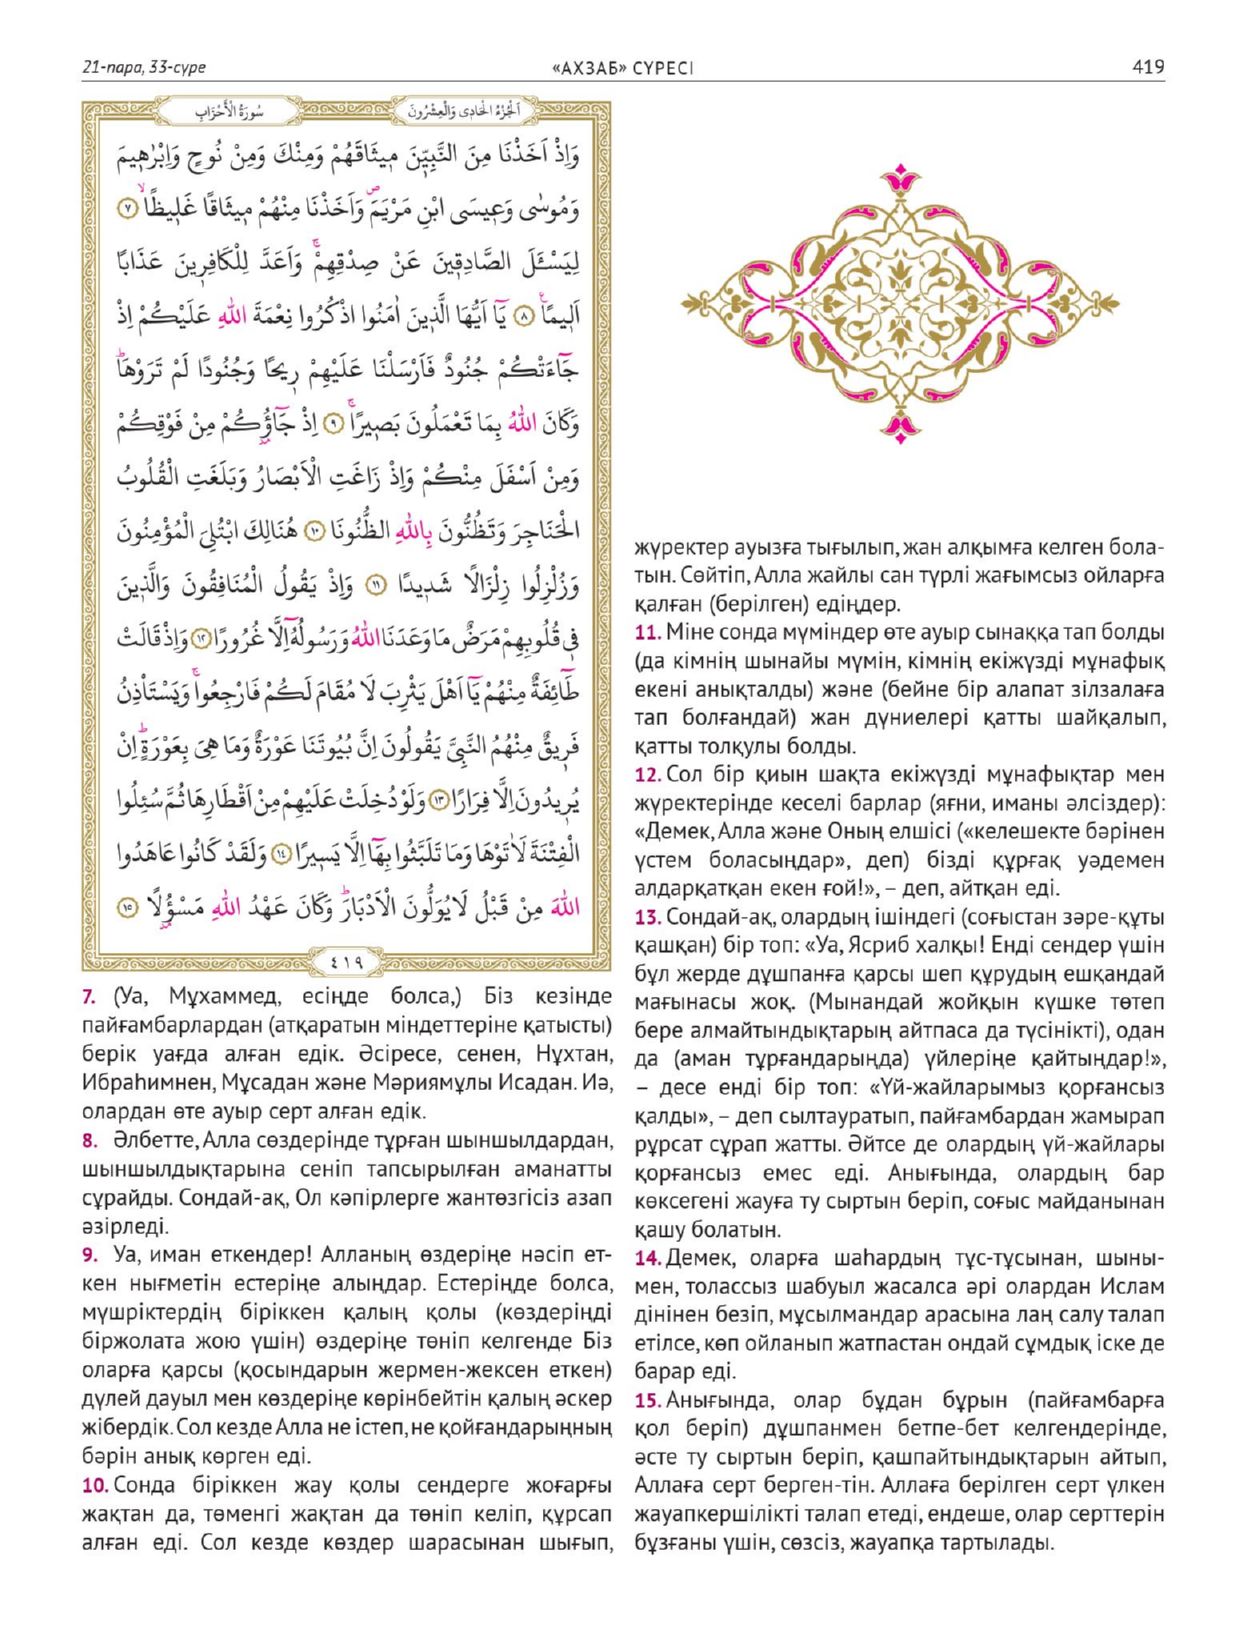 21-пара, 33-сүре
«АХЗАБ» СҮРЕСІ
419
سُورَةُ الْأَحْزَابِ
اَلْجُزْءُ الْحَادِى وَالْعِشْرُونَ
وَاِذْ اَخَذْنَا مِنَ النَّبِيّ۪نَ م۪يثَاقَهُمْ وَمِنْكَ وَمِنْ نُوحٍ وَاِبْرٰه۪يمَ
وَمُوسٰى وَع۪يسَى ابْنِ مَرْيَمَۖ وَاَخَذْنَا مِنْهُمْ م۪يثَاقًا غَل۪يظًاۙ ﴿٧﴾
لِيَسْـَٔلَ الصَّادِق۪ينَ عَنْ صِدْقِهِمْۚ وَاَعَدَّ لِلْكَافِر۪ينَ عَذَابًا
اَل۪يمًا۟ ﴿٨﴾ يَٓا اَيُّهَا الَّذ۪ينَ اٰمَنُوا اذْكُرُوا نِعْمَةَ اللّٰهِ عَلَيْكُمْ اِذْ
جَٓاءَتْكُمْ جُنُودٌ فَاَرْسَلْنَا عَلَيْهِمْ ر۪يحًا وَجُنُودًا لَمْ تَرَوْهَاۜ
وَكَانَ اللّٰهُ بِمَا تَعْمَلُونَ بَص۪يرًاۚ ﴿٩﴾ اِذْ جَٓاؤُ۫كُمْ مِنْ فَوْقِكُمْ
وَمِنْ اَسْفَلَ مِنْكُمْ وَاِذْ زَاغَتِ الْاَبْصَارُ وَبَلَغَتِ الْقُلُوبُ
الْحَنَاجِرَ وَتَظُنُّونَ بِاللّٰهِ الظُّنُونَا ﴿١٠﴾ هُنَالِكَ ابْتُلِيَ الْمُؤْمِنُونَ
وَزُلْزِلُوا زِلْزَالًا شَد۪يدًا ﴿١١﴾ وَاِذْ يَقُولُ الْمُنَافِقُونَ وَالَّذ۪ينَ
ف۪ي قُلُوبِهِمْ مَرَضٌ مَا وَعَدَنَا اللّٰهُ وَرَسُولُهُٓ اِلَّا غُرُورًا ﴿١٢﴾ وَاِذْ قَالَتْ
طَٓائِفَةٌ مِنْهُمْ يَٓا اَهْلَ يَثْرِبَ لَا مُقَامَ لَكُمْ فَارْجِعُواۚ وَيَسْتَأْذِنُ
فَر۪يقٌ مِنْهُمُ النَّبِيَّ يَقُولُونَ اِنَّ بُيُوتَنَا عَوْرَةٌ وَمَا هِيَ بِعَوْرَةٍۜ اِنْ
يُر۪يدُونَ اِلَّا فِرَارًا ﴿١٣﴾ وَلَوْ دُخِلَتْ عَلَيْهِمْ مِنْ اَقْطَارِهَا ثُمَّ سُئِلُوا
الْفِتْنَةَ لَاٰتَوْهَا وَمَا تَلَبَّثُوا بِهَٓا اِلَّا يَس۪يرًا ﴿١٤﴾ وَلَقَدْ كَانُوا عَاهَدُوا
اللّٰهَ مِنْ قَبْلُ لَا يُوَلُّونَ الْاَدْبَارَۜ وَكَانَ عَهْدُ اللّٰهِ مَسْؤُ۫لًا ﴿١٥﴾
٤١٩
7. (Уа, Мұхаммед, есіңде болса,) Біз кезінде
пайғамбарлардан (атқаратын міндеттеріне қатысты)
берік уағда алған едік. Әсіресе, сенен, Нұхтан,
Ибраһимнен, Мұсадан және Мәриямұлы Исадан. Иә,
олардан өте ауыр серт алған едік.
8. Әлбетте, Алла сөздерінде тұрған шыншылдардан,
шыншылдықтарына сеніп тапсырылған аманатты
сұрайды. Сондай-ақ, Ол кәпірлерге жантөзгісіз азап
әзірледі.
9. Уа, иман еткендер! Алланың өздеріңе нәсіп ет-
кен нығметін естеріңе алыңдар. Естеріңде болса,
мүшріктердің біріккен қалың қолы (көздеріңді
біржолата жою үшін) өздеріңе төніп келгенде Біз
оларға қарсы (қосындарын жермен-жексен еткен)
дүлей дауыл мен көздеріңе көрінбейтін қалың әскер
жібердік. Сол кезде Алла не істеп, не қойғандарыңның
бәрін анық көрген еді.
10. Сонда біріккен жау қолы сендерге жоғарғы
жақтан да, төменгі жақтан да төніп келіп, құрсап
алған еді. Сол кезде көздер шарасынан шығып,
жүректер ауызға тығылып, жан алқымға келген бола-
тын. Сөйтіп, Алла жайлы сан түрлі жағымсыз ойларға
қалған (берілген) едіңдер.
11. Міне сонда мүміндер өте ауыр сынаққа тап болды
(да кімнің шынайы мүмін, кімнің екіжүзді мұнафық
екені анықталды) және (бейне бір алапат зілзалаға
тап болғандай) жан дүниелері қатты шайқалып,
қатты толқулы болды.
12. Сол бір қиын шақта екіжүзді мұнафықтар мен
жүректерінде кеселі барлар (яғни, иманы әлсіздер):
«Демек, Алла және Оның елшісі («келешекте бәрінен
үстем боласыңдар», деп) бізді құрғақ уәдемен
алдарқатқан екен ғой!», – деп, айтқан еді.
13. Сондай-ақ, олардың ішіндегі (соғыстан зәре-құты
қашқан) бір топ: «Уа, Ясриб халқы! Енді сендер үшін
бұл жерде дұшпанға қарсы шеп құрудың ешқандай
мағынасы жоқ. (Мынандай жойқын күшке төтеп
бере алмайтындықтарың айтпаса да түсінікті), одан
да (аман тұрғандарыңда) үйлеріңе қайтыңдар!»,
– десе енді бір топ: «Үй-жайларымыз қорғансыз
қалды», – деп сылтауратып, пайғамбардан жамырап
рұрсат сұрап жатты. Әйтсе де олардың үй-жайлары
қорғансыз емес еді. Анығында, олардың бар
көксегені жауға ту сыртын беріп, соғыс майданынан
қашу болатын.
14. Демек, оларға шаһардың тұс-тұсынан, шыны-
мен, толассыз шабуыл жасалса әрі олардан Ислам
дінінен безіп, мұсылмандар арасына лаң салу талап
етілсе, көп ойланып жатпастан ондай сұмдық іске де
барар еді.
15. Анығында, олар бұдан бұрын (пайғамбарға
қол беріп) дұшпанмен бетпе-бет келгендерінде,
әсте ту сыртын беріп, қашпайтындықтарын айтып,
Аллаға серт берген-тін. Аллаға берілген серт үлкен
жауапкершілікті талап етеді, ендеше, олар серттерін
бұзғаны үшін, сөзсіз, жауапқа тартылады.